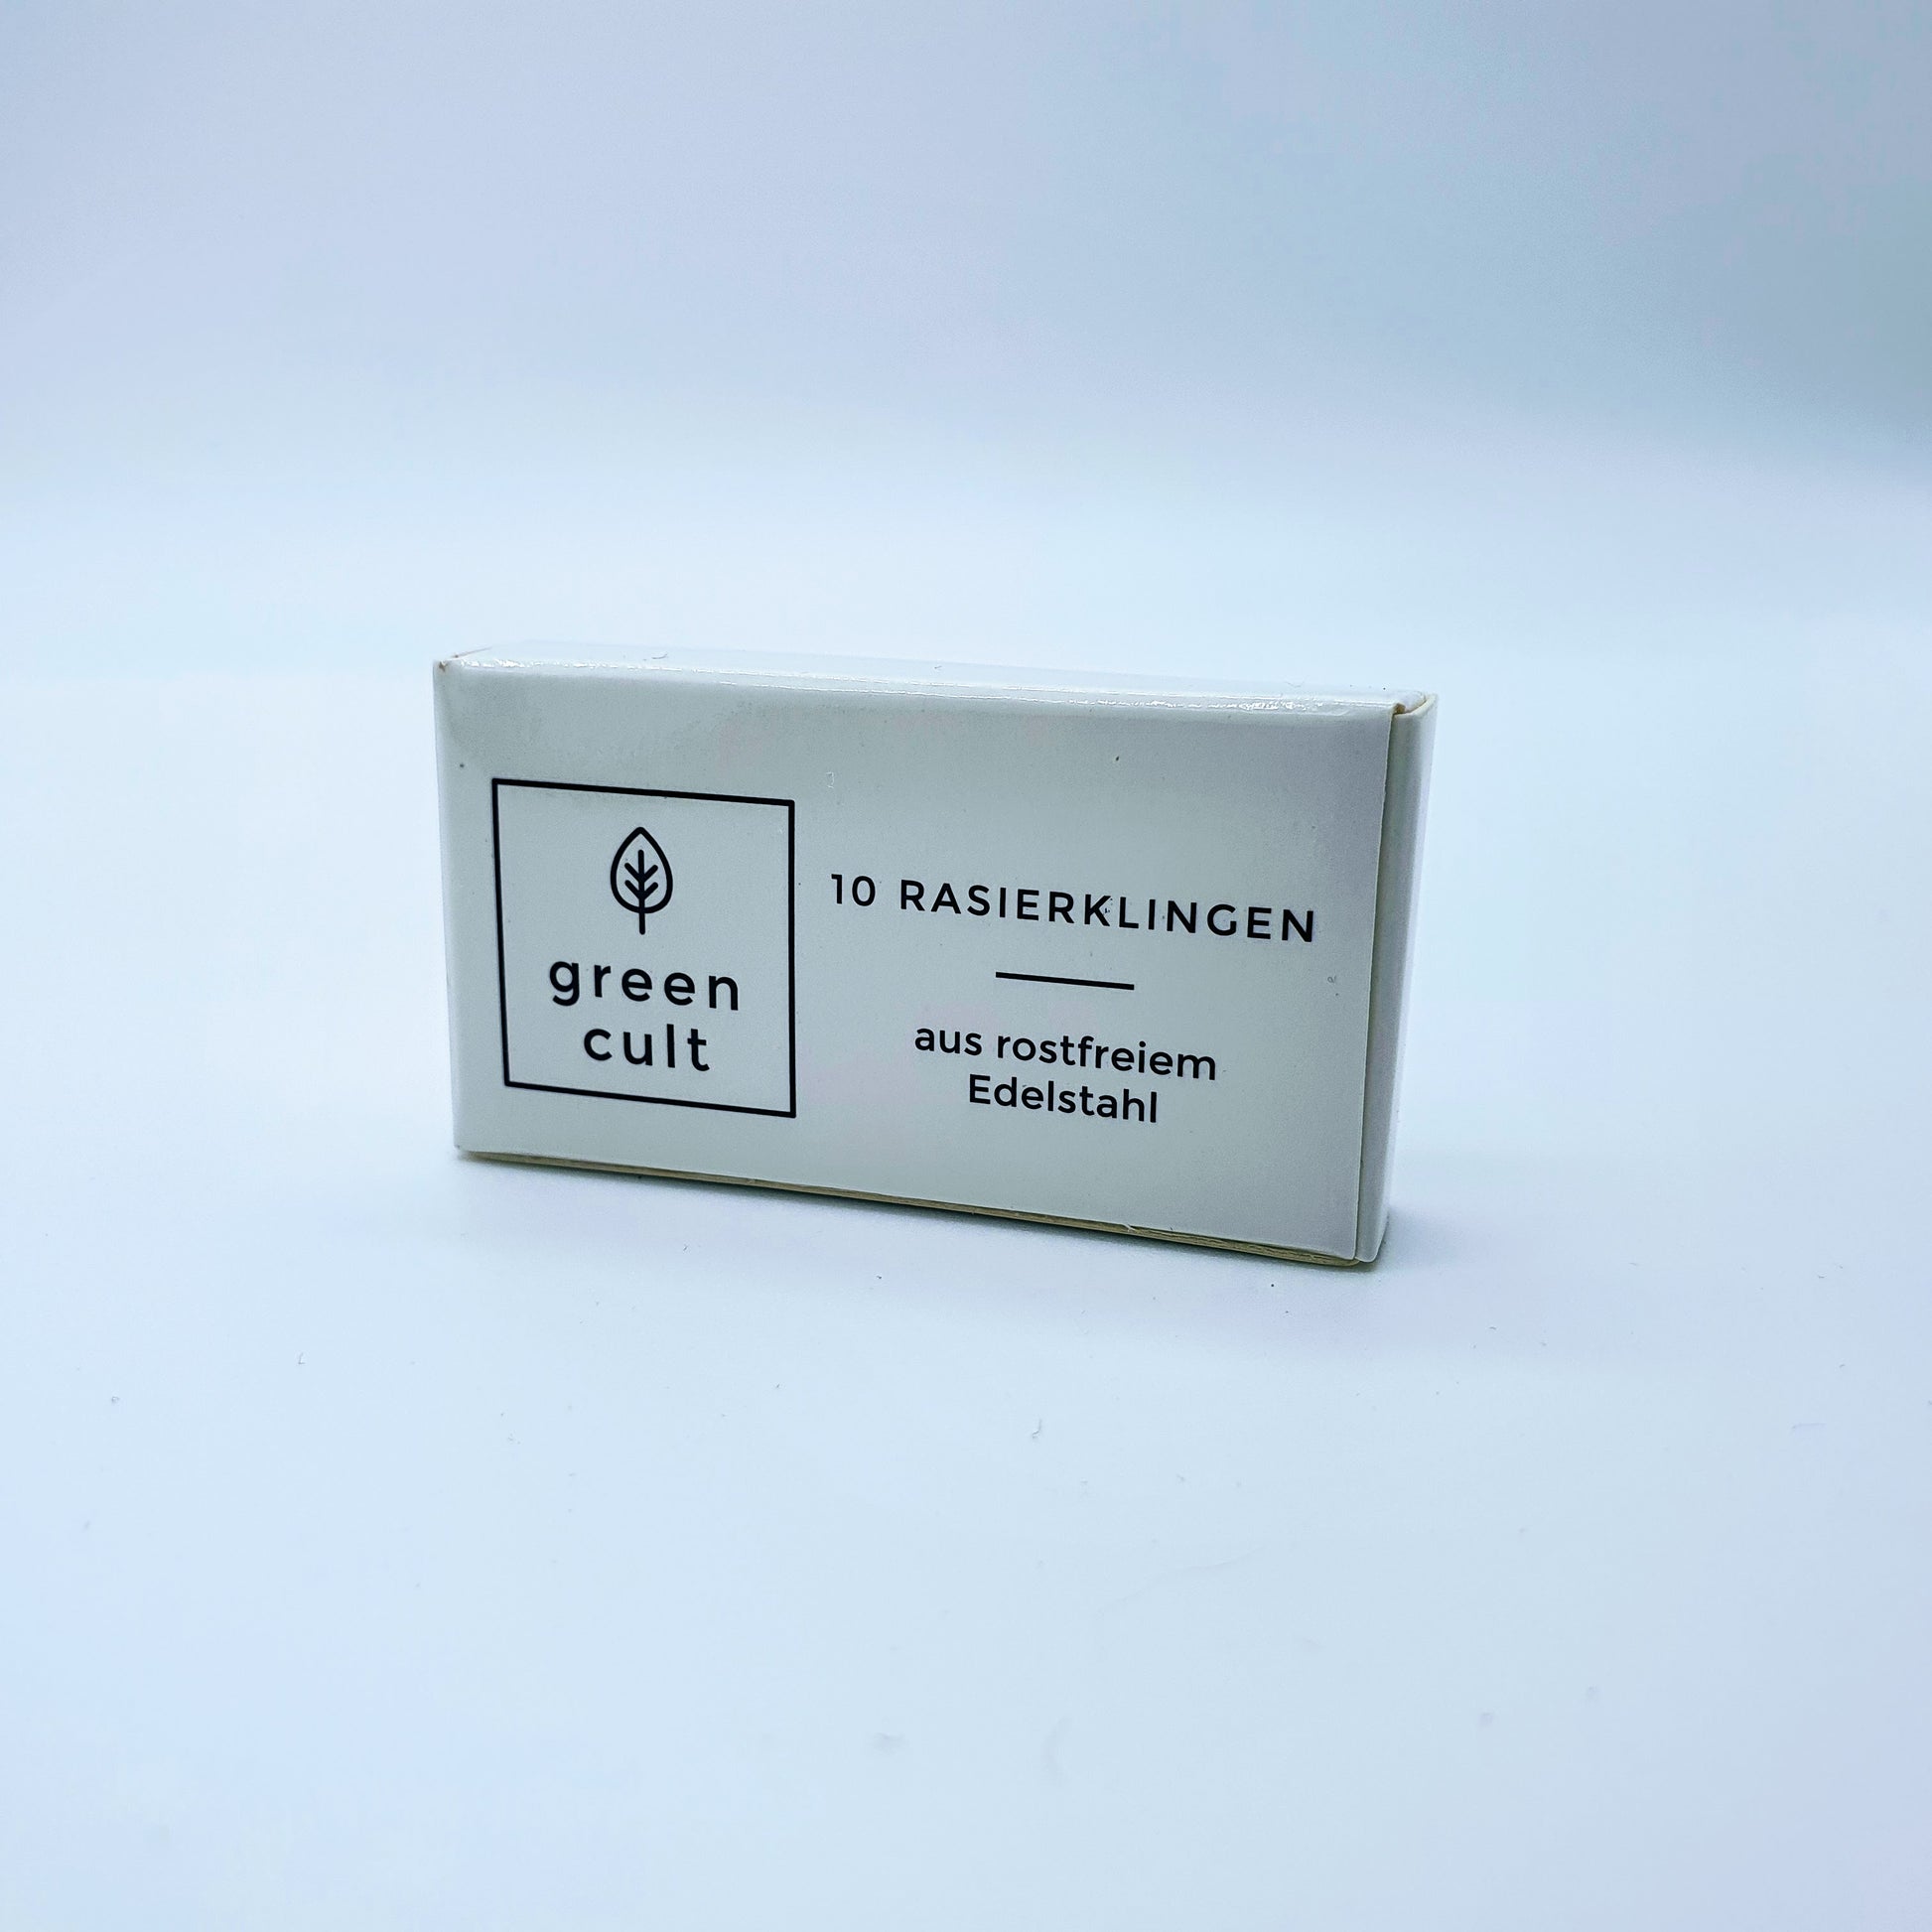 green
cult
10 RASIERKLINGEN
aus rostfreiem
Edelstahl